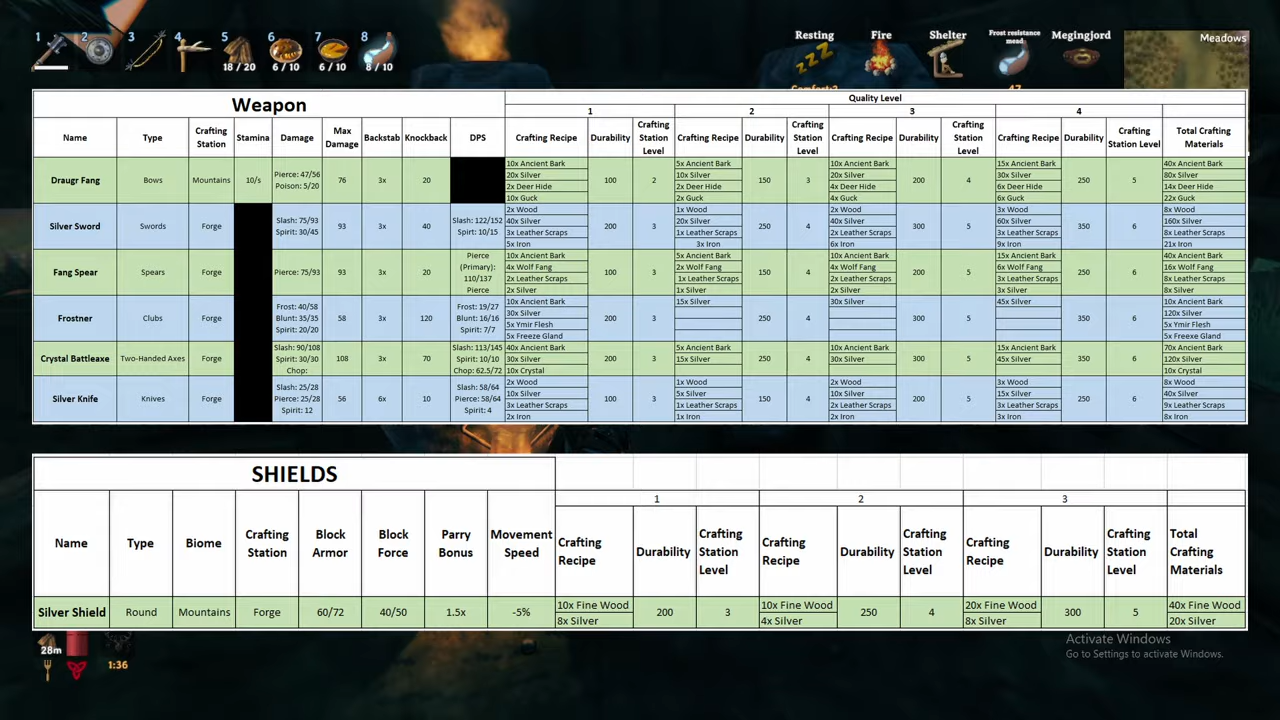 1 2 3 4 5 6 7 8
18 / 20 6 / 10 6 / 10 8 / 10
Resting Fire Shelter Frost resistance mead Megingjord
Meadows
Weapon Quality Level
1 2 3 4
Name Type Crafting Station Stamina Damage Max Damage Backstab Knockback DPS Crafting Recipe Durability Crafting Station Level Crafting Recipe Durability Crafting Station Level Crafting Recipe Durability Crafting Station Level Crafting Recipe Durability Crafting Station Level Total Crafting Materials
10x Ancient Bark 5x Ancient Bark 10x Ancient Bark 15x Ancient Bark 40x Ancient Bark
Draugr Fang Bows Mountains 10/s Pierce: 47/56 Poison: 5/20 76 3x 20 20x Silver 100 2 10x Silver 150 3 20x Silver 200 4 30x Silver 250 5 80x Silver
2x Deer Hide 2x Deer Hide 4x Deer Hide 6x Deer Hide 14x Deer Hide
10x Guck 2x Guck 4x Guck 6x Guck 22x Guck
2x Wood 1x Wood 2x Wood 3x Wood 8x Wood
Silver Sword Swords Forge Slash: 75/93 Spirit: 30/45 93 3x 40 Slash: 122/152 Spirt: 10/15 40x Silver 200 3 20x Silver 250 4 40x Silver 300 5 60x Silver 350 6 160x Silver
3x Leather Scraps 1x Leather Scraps 2x Leather Scraps 3x Leather Scraps 8x Leather Scraps
5x Iron 3x Iron 6x Iron 9x Iron 21x Iron
10x Ancient Bark 5x Ancient Bark 10x Ancient Bark 15x Ancient Bark 40x Ancient Bark
Fang Spear Spears Forge Pierce: 75/93 93 3x 20 Pierce (Primary): 110/137 Pierce 4x Wolf Fang 100 3 2x Wolf Fang 150 4 4x Wolf Fang 200 5 6x Wolf Fang 250 6 16x Wolf Fang
2x Leather Scraps 1x Leather Scraps 2x Leather Scraps 3x Leather Scraps 8x Leather Scraps
2x Silver 1x Silver 2x Silver 3x Silver 8x Silver
10x Ancient Bark 15x Silver 30x Silver 45x Silver 10x Ancient Bark
Frostner Clubs Forge Frost: 40/58 Blunt: 35/35 Spirit: 20/20 58 3x 120 Frost: 19/27 Blunt: 16/16 Spirit: 7/7 30x Silver 200 3 250 4 300 5 350 6 120x Silver
5x Ymir Flesh 5x Ymir Flesh
5x Freeze Gland 5x Freeze Gland
40x Ancient Bark 5x Ancient Bark 10x Ancient Bark 15x Ancient Bark 70x Ancient Bark
Crystal Battleaxe Two-Handed Axes Forge Slash: 90/108 Spirit: 30/30 Chop: 108 3x 70 Slash: 113/145 Spirit: 10/10 Chop: 62.5/72 30x Silver 200 3 15x Silver 250 4 30x Silver 300 5 45x Silver 350 6 120x Silver
10x Crystal 10x Crystal
2x Wood 1x Wood 2x Wood 3x Wood 8x Wood
Silver Knife Knives Forge Slash: 25/28 Pierce: 25/28 Spirit: 12 56 6x 10 Slash: 58/64 Pierce: 58/64 Spirit: 4 10x Silver 100 3 5x Silver 150 4 10x Silver 200 5 15x Silver 250 6 40x Silver
3x Leather Scraps 1x Leather Scraps 2x Leather Scraps 3x Leather Scraps 9x Leather Scraps
2x Iron 1x Iron 2x Iron 3x Iron 8x Iron
SHIELDS
1 2 3
Name Type Biome Crafting Station Block Armor Block Force Parry Bonus Movement Speed Crafting Recipe Durability Crafting Station Level Crafting Recipe Durability Crafting Station Level Crafting Recipe Durability Crafting Station Level Total Crafting Materials
Silver Shield Round Mountains Forge 60/72 40/50 1.5x -5% 10x Fine Wood 200 3 10x Fine Wood 250 4 20x Fine Wood 300 5 40x Fine Wood
8x Silver 4x Silver 8x Silver 20x Silver
Activate Windows
Go to Settings to activate Windows.
28m 1:36